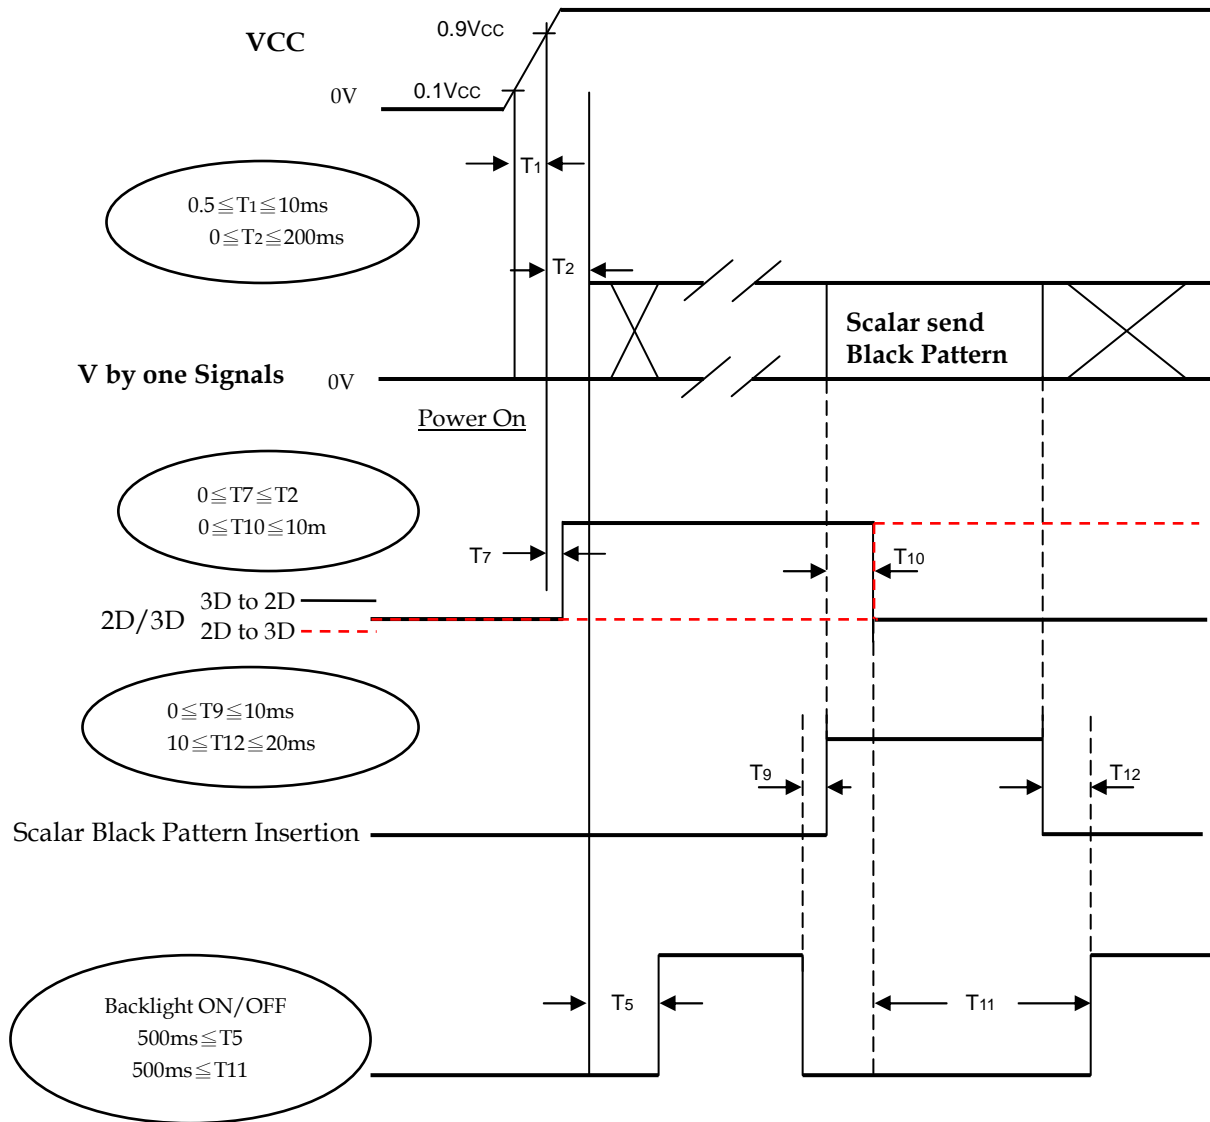 0.9VCC
VCC
0.1VCC
0V
T1
0.5≦T1≦10ms
0≦T2≦200ms
T2
Scalar send
Black Pattern
V by one Signals
0V
Power On
0≦T7≦T2
0≦T10≦10m
T7
T10
3D to 2D
2D/3D
2D to 3D
0≦T9≦10ms
10≦T12≦20ms
T9
T12
Scalar Black Pattern Insertion
Backlight ON/OFF
500ms≦T5
500ms≦T11
T5
T11